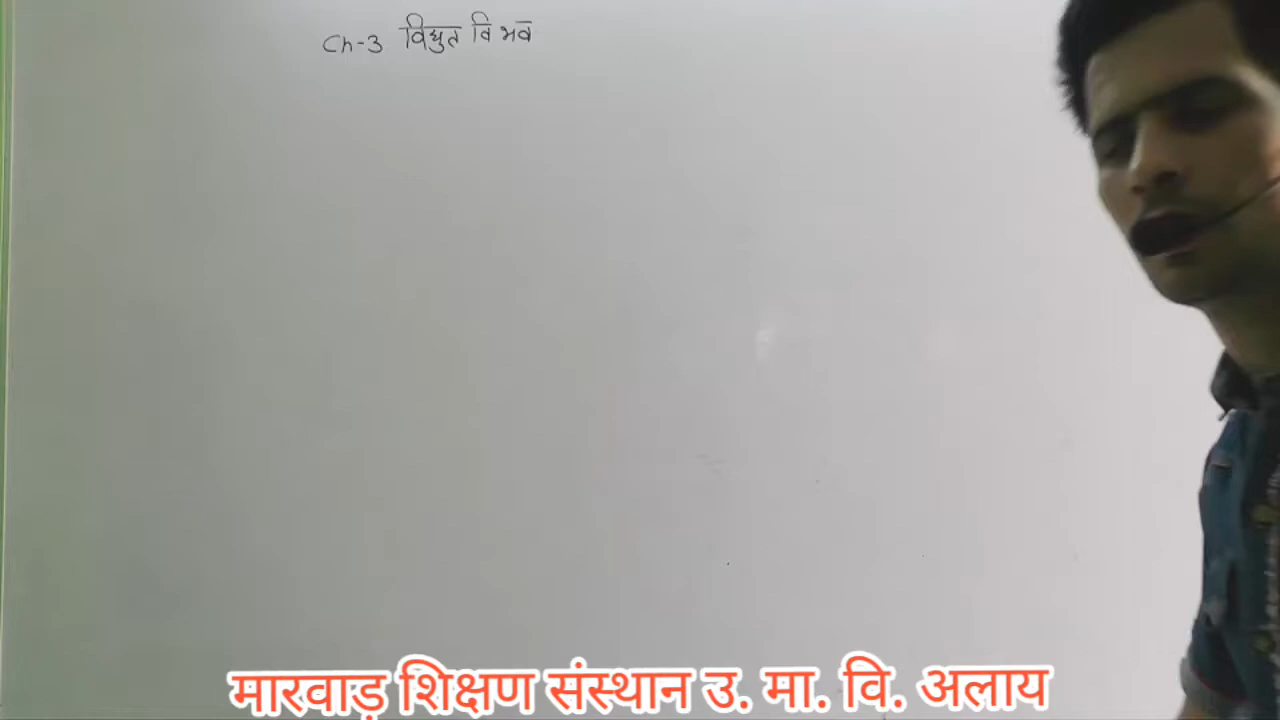 Ch-3 विद्युत विभव
मारवाड़ शिक्षण संस्थान उ. मा. वि. अलाय